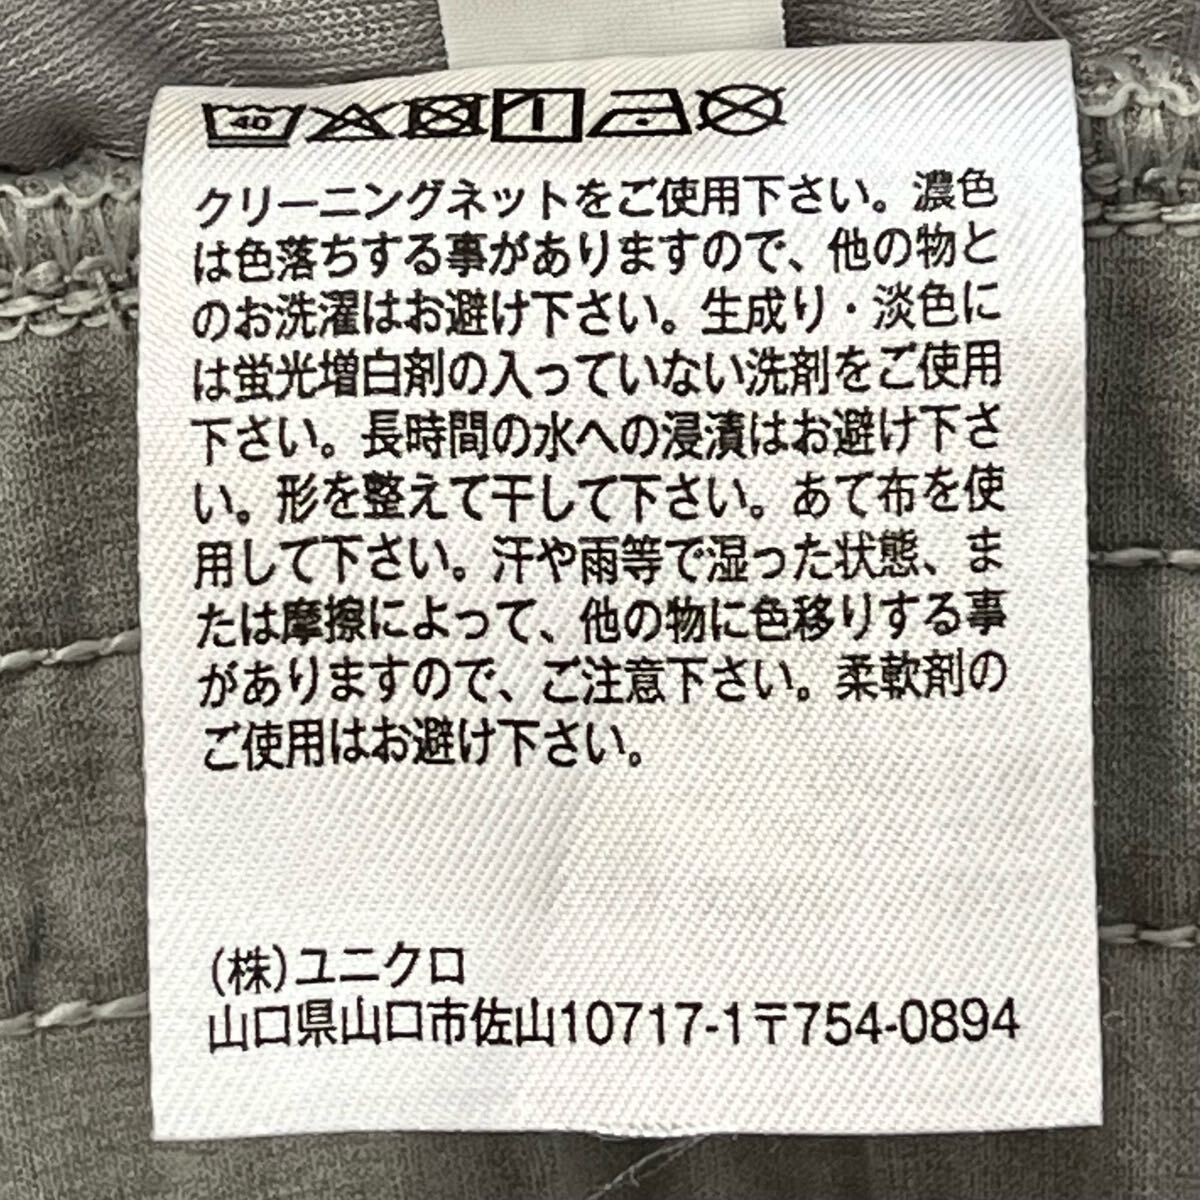 40
クリーニングネットをご使用下さい。濃色
は色落ちする事がありますので、他の物と
のお洗濯はお避け下さい。生成り・淡色に
は蛍光増白剤の入っていない洗剤をご使用
下さい。長時間の水への浸漬はお避け下さ
い。形を整えて干して下さい。あて布を使
用して下さい。汗や雨等で湿った状態、ま
たは摩擦によって、他の物に色移りする事
がありますので、ご注意下さい。柔軟剤の
ご使用はお避け下さい。
(株)ユニクロ
山口県山口市佐山10717-1〒754-0894